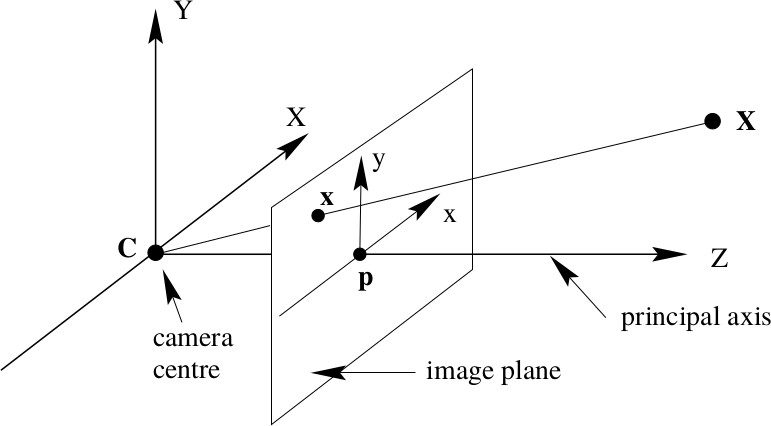 Y
X
X
y
x
x
C
Z
p
principal axis
camera
centre
image plane